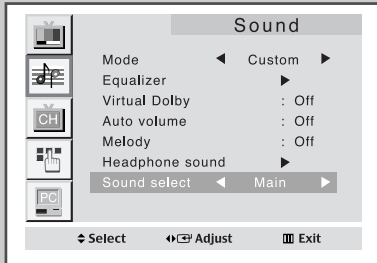 Sound
Mode ◀ Custom ▶
Equalizer ▶
Virtual Dolby : Off
Auto volume : Off
Melody : Off
Headphone sound ▶
Sound select ◀ Main ▶
CH
PC
Select Adjust Exit